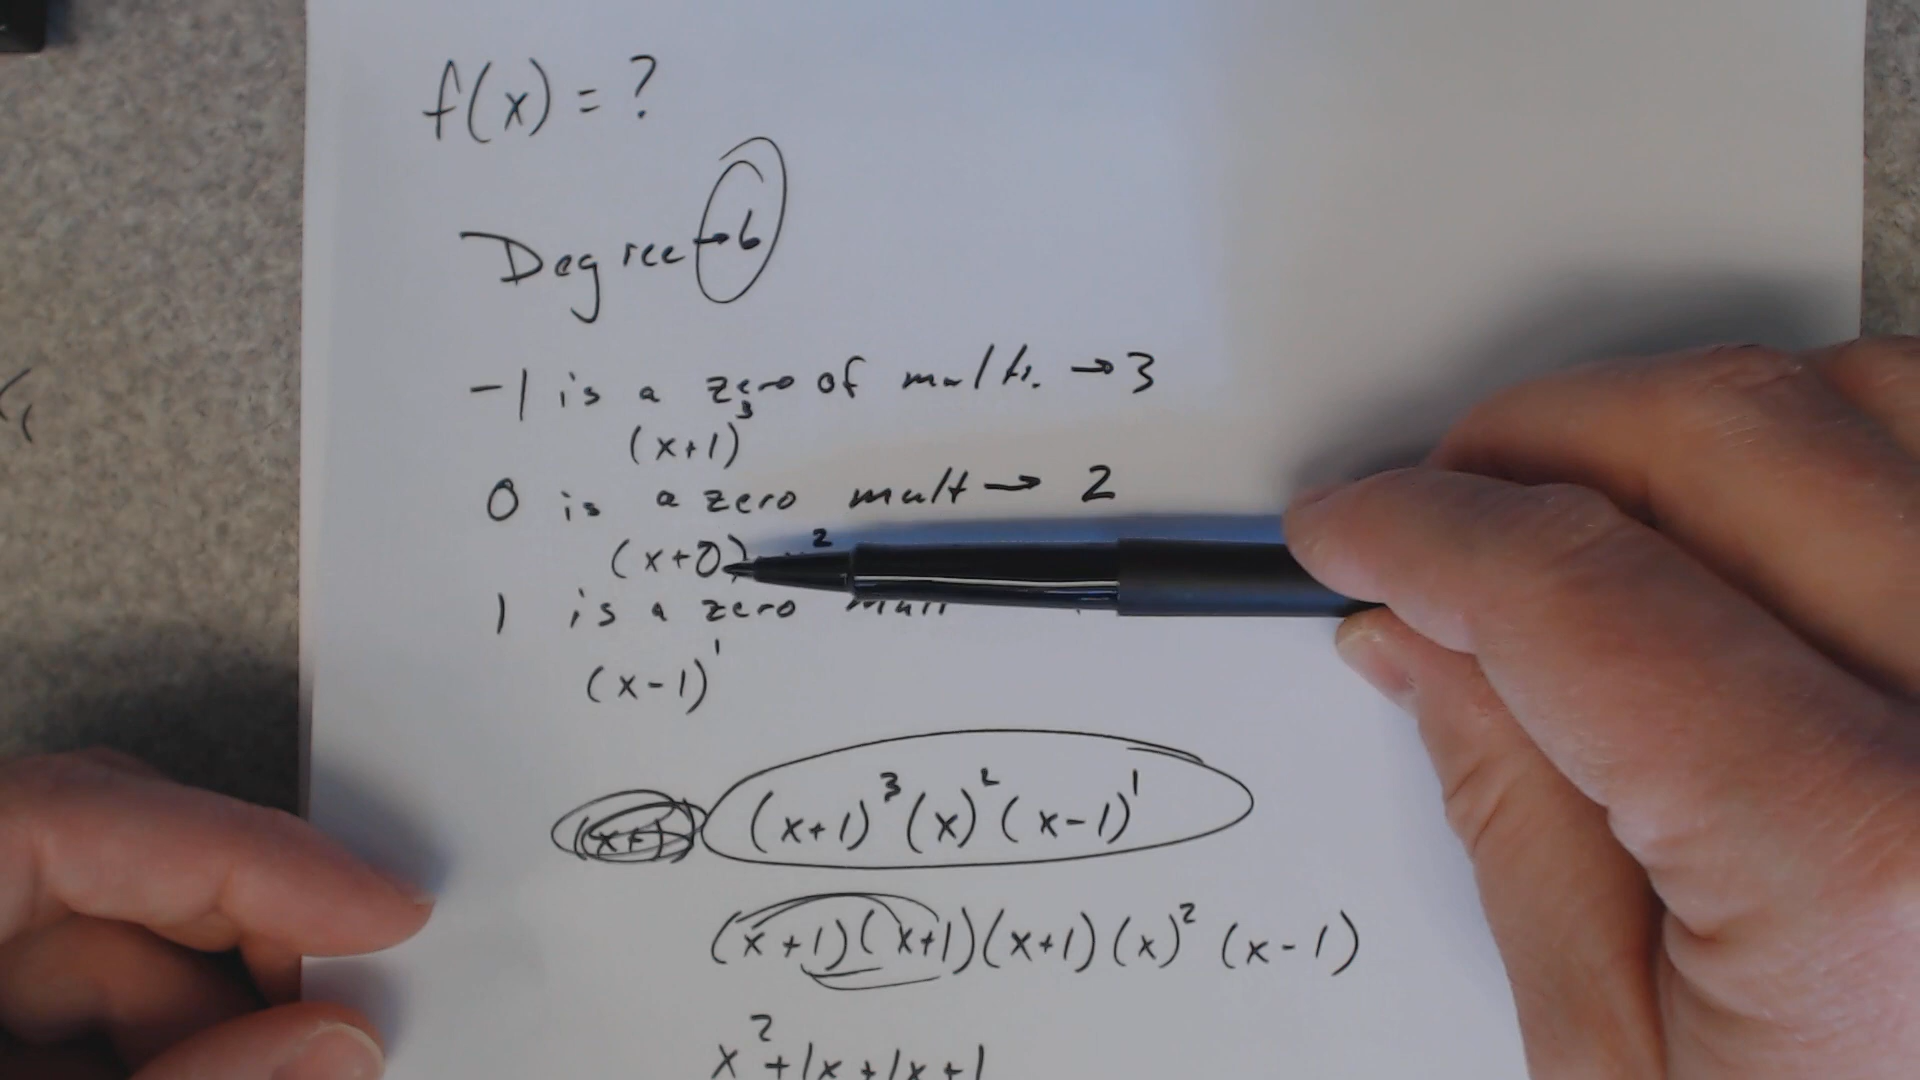 f(x) = ?
Degree → 6
-1 is a zero of multi. → 3
(x+1)³
0 is a zero mult → 2
(x+0) ²
1 is a zero mult
(x-1)¹
(x+1)³(x)²(x-1)¹
(x+1)(x+1)(x+1)(x)²(x-1)
x²+1x+1x+1